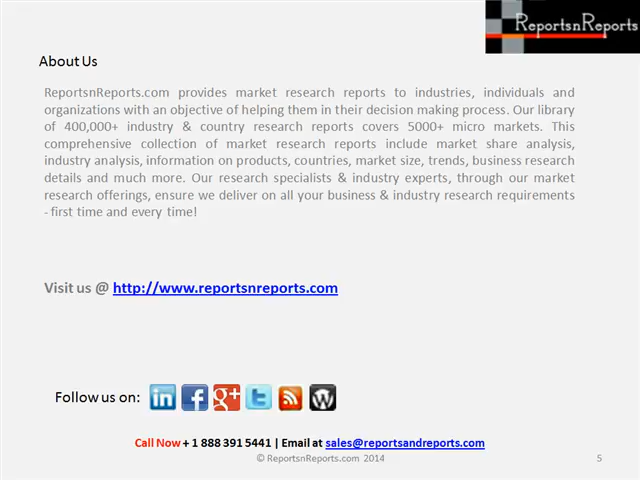 ReportsnReports
About Us
ReportsnReports.com provides market research reports to industries, individuals and
organizations with an objective of helping them in their decision making process. Our library
of 400,000+ industry & country research reports covers 5000+ micro markets. This
comprehensive collection of market research reports include market share analysis,
industry analysis, information on products, countries, market size, trends, business research
details and much more. Our research specialists & industry experts, through our market
research offerings, ensure we deliver on all your business & industry research requirements
- first time and every time!
Visit us @ http://www.reportsnreports.com
Follow us on: in f g+ t W
Call Now + 1 888 391 5441 | Email at sales@reportsandreports.com
© ReportsnReports.com 2014 5